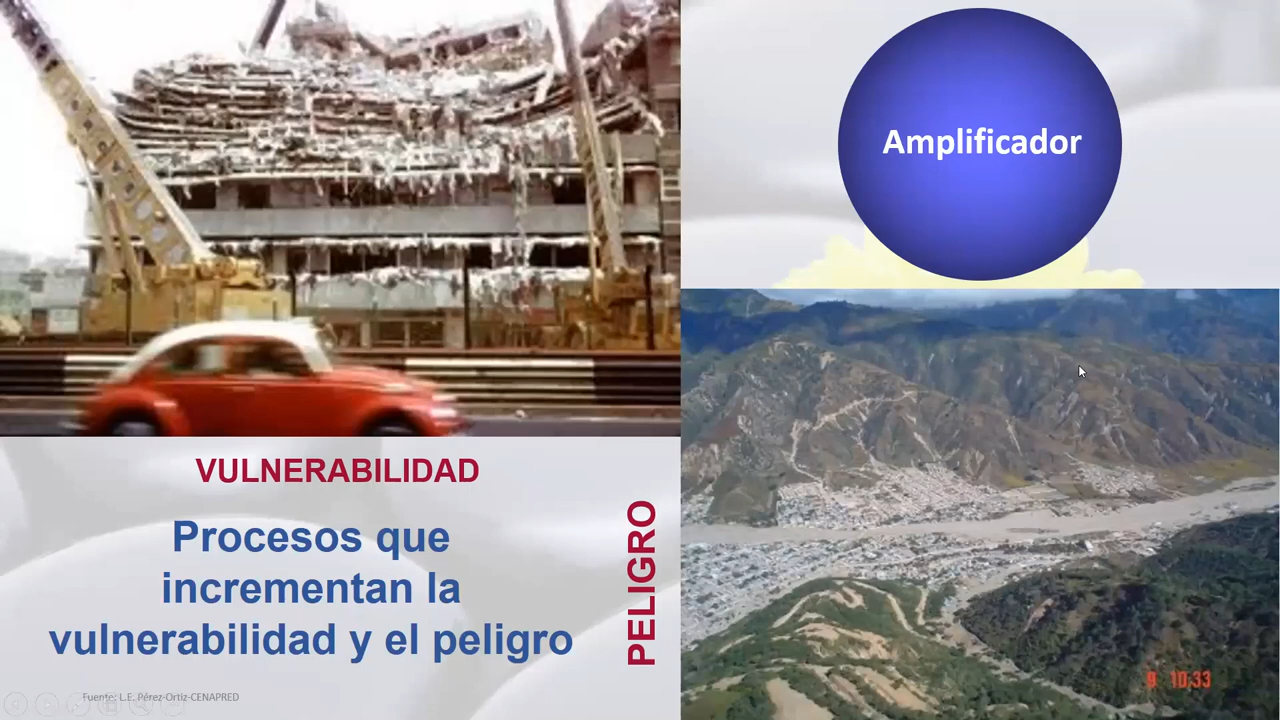 Amplificador
VULNERABILIDAD
Procesos que
incrementan la
vulnerabilidad y el peligro
PELIGRO
Fuente: L.E. Pérez-Ortiz-CENAPRED
9 10:33